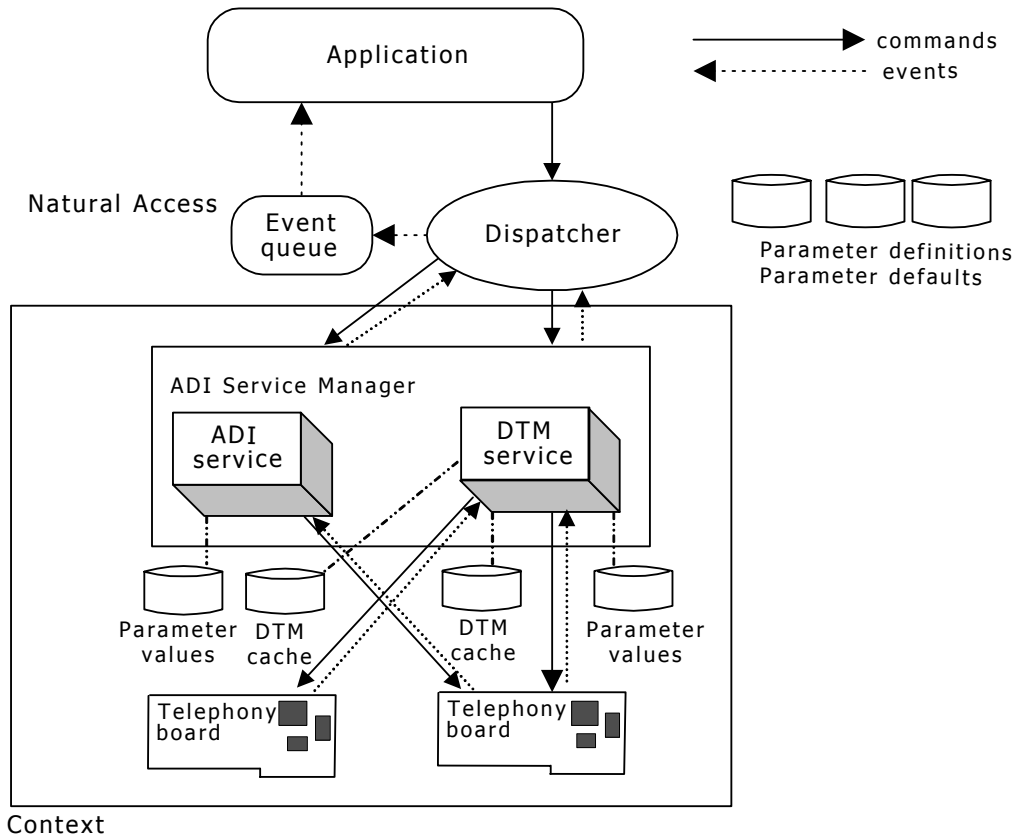 Application
commands
events
Natural Access
Event
queue
Dispatcher
Parameter definitions
Parameter defaults
ADI Service Manager
ADI
service
DTM
service
Parameter
values
DTM
cache
DTM
cache
Parameter
values
Telephony
board
Telephony
board
Context